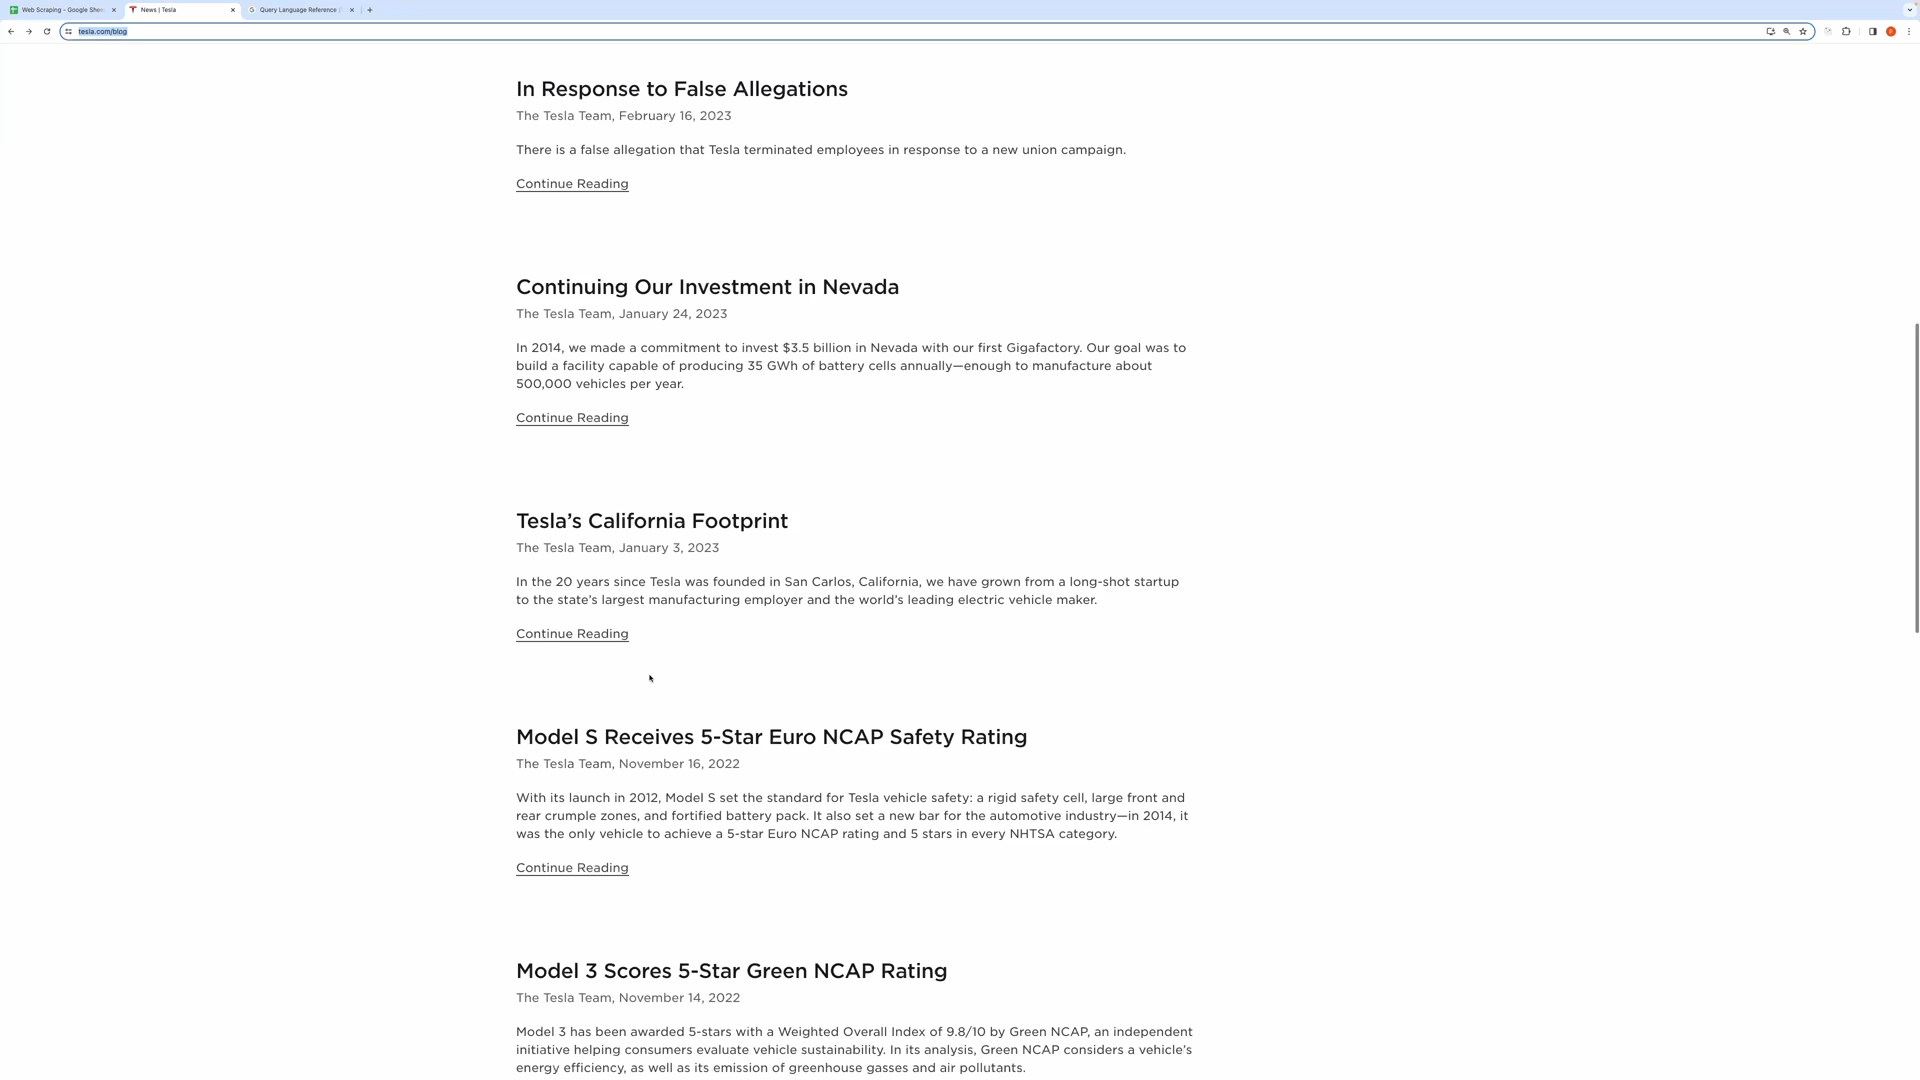 Web Scraping - Google Shee
News | Tesla
Query Language Reference
tesla.com/blog
In Response to False Allegations
The Tesla Team, February 16, 2023
There is a false allegation that Tesla terminated employees in response to a new union campaign.
Continue Reading
Continuing Our Investment in Nevada
The Tesla Team, January 24, 2023
In 2014, we made a commitment to invest $3.5 billion in Nevada with our first Gigafactory. Our goal was to
build a facility capable of producing 35 GWh of battery cells annually—enough to manufacture about
500,000 vehicles per year.
Continue Reading
Tesla’s California Footprint
The Tesla Team, January 3, 2023
In the 20 years since Tesla was founded in San Carlos, California, we have grown from a long-shot startup
to the state’s largest manufacturing employer and the world’s leading electric vehicle maker.
Continue Reading
Model S Receives 5-Star Euro NCAP Safety Rating
The Tesla Team, November 16, 2022
With its launch in 2012, Model S set the standard for Tesla vehicle safety: a rigid safety cell, large front and
rear crumple zones, and fortified battery pack. It also set a new bar for the automotive industry—in 2014, it
was the only vehicle to achieve a 5-star Euro NCAP rating and 5 stars in every NHTSA category.
Continue Reading
Model 3 Scores 5-Star Green NCAP Rating
The Tesla Team, November 14, 2022
Model 3 has been awarded 5-stars with a Weighted Overall Index of 9.8/10 by Green NCAP, an independent
initiative helping consumers evaluate vehicle sustainability. In its analysis, Green NCAP considers a vehicle’s
energy efficiency, as well as its emission of greenhouse gasses and air pollutants.